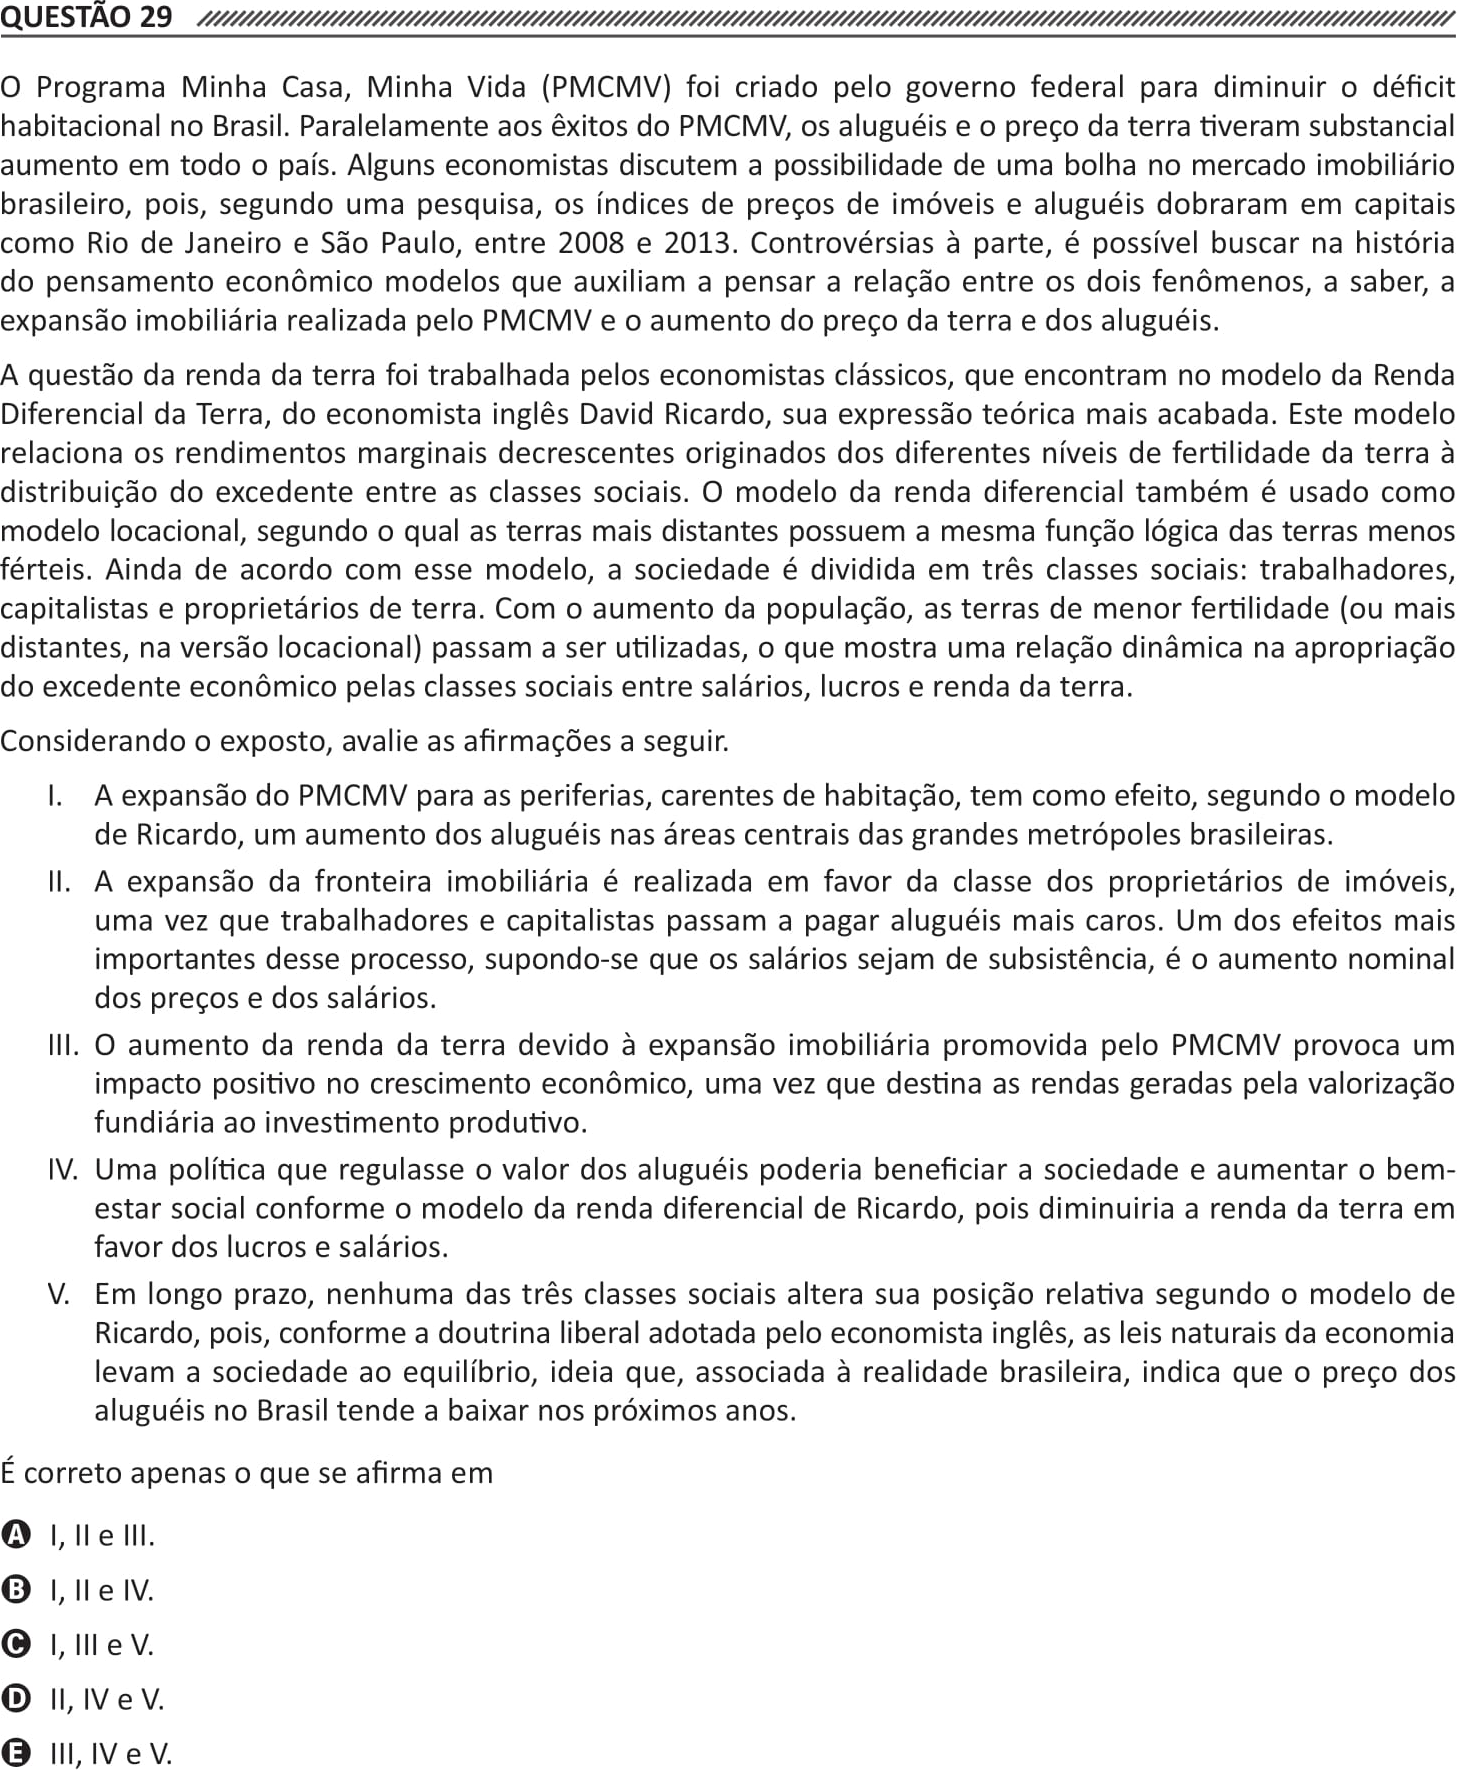 QUESTÃO 29
O Programa Minha Casa, Minha Vida (PMCMV) foi criado pelo governo federal para diminuir o déficit
habitacional no Brasil. Paralelamente aos êxitos do PMCMV, os aluguéis e o preço da terra tiveram substancial
aumento em todo o país. Alguns economistas discutem a possibilidade de uma bolha no mercado imobiliário
brasileiro, pois, segundo uma pesquisa, os índices de preços de imóveis e aluguéis dobraram em capitais
como Rio de Janeiro e São Paulo, entre 2008 e 2013. Controvérsias à parte, é possível buscar na história
do pensamento econômico modelos que auxiliam a pensar a relação entre os dois fenômenos, a saber, a
expansão imobiliária realizada pelo PMCMV e o aumento do preço da terra e dos aluguéis.
A questão da renda da terra foi trabalhada pelos economistas clássicos, que encontram no modelo da Renda
Diferencial da Terra, do economista inglês David Ricardo, sua expressão teórica mais acabada. Este modelo
relaciona os rendimentos marginais decrescentes originados dos diferentes níveis de fertilidade da terra à
distribuição do excedente entre as classes sociais. O modelo da renda diferencial também é usado como
modelo locacional, segundo o qual as terras mais distantes possuem a mesma função lógica das terras menos
férteis. Ainda de acordo com esse modelo, a sociedade é dividida em três classes sociais: trabalhadores,
capitalistas e proprietários de terra. Com o aumento da população, as terras de menor fertilidade (ou mais
distantes, na versão locacional) passam a ser utilizadas, o que mostra uma relação dinâmica na apropriação
do excedente econômico pelas classes sociais entre salários, lucros e renda da terra.
Considerando o exposto, avalie as afirmações a seguir.
I. A expansão do PMCMV para as periferias, carentes de habitação, tem como efeito, segundo o modelo
de Ricardo, um aumento dos aluguéis nas áreas centrais das grandes metrópoles brasileiras.
II. A expansão da fronteira imobiliária é realizada em favor da classe dos proprietários de imóveis,
uma vez que trabalhadores e capitalistas passam a pagar aluguéis mais caros. Um dos efeitos mais
importantes desse processo, supondo-se que os salários sejam de subsistência, é o aumento nominal
dos preços e dos salários.
III. O aumento da renda da terra devido à expansão imobiliária promovida pelo PMCMV provoca um
impacto positivo no crescimento econômico, uma vez que destina as rendas geradas pela valorização
fundiária ao investimento produtivo.
IV. Uma política que regulasse o valor dos aluguéis poderia beneficiar a sociedade e aumentar o bem-
estar social conforme o modelo da renda diferencial de Ricardo, pois diminuiria a renda da terra em
favor dos lucros e salários.
V. Em longo prazo, nenhuma das três classes sociais altera sua posição relativa segundo o modelo de
Ricardo, pois, conforme a doutrina liberal adotada pelo economista inglês, as leis naturais da economia
levam a sociedade ao equilíbrio, ideia que, associada à realidade brasileira, indica que o preço dos
aluguéis no Brasil tende a baixar nos próximos anos.
É correto apenas o que se afirma em
A I, II e III.
B I, II e IV.
C I, III e V.
D II, IV e V.
E III, IV e V.